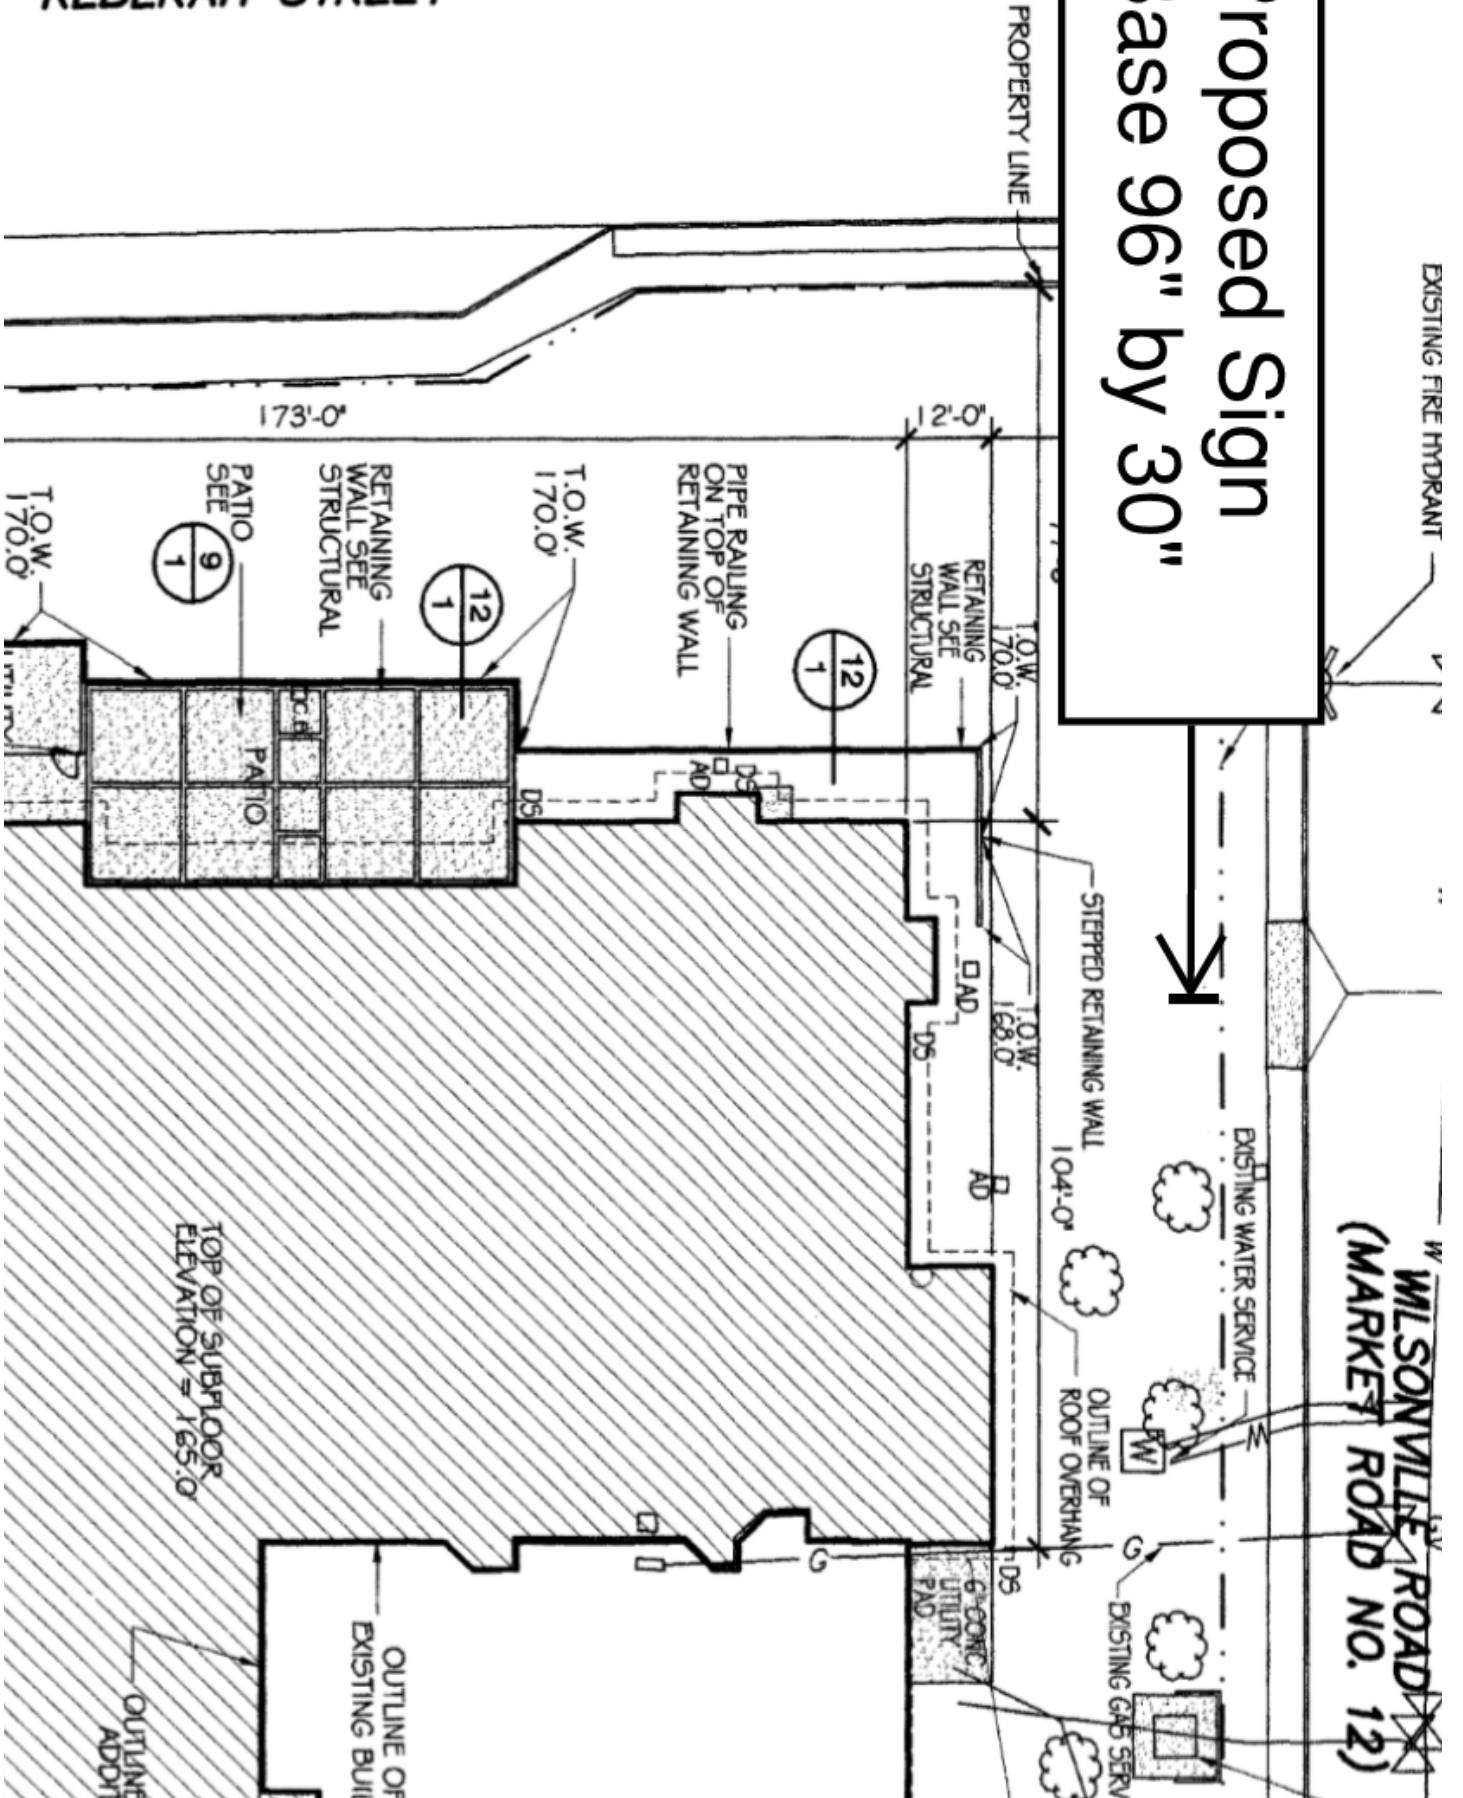 Proposed Sign
Base 96" by 30"
EXISTING FIRE HYDRANT
PROPERTY LINE
173'-0"
12'-0"
T.O.W.
170.0'
PATIO
SEE
9
1
RETAINING
WALL SEE
STRUCTURAL
12
1
T.O.W.
170.0'
PIPE RAILING
ON TOP OF
RETAINING WALL
12
1
RETAINING
WALL SEE
STRUCTURAL
T.O.W.
170.0'
PATIO
DS
AD
DS
STEPPED RETAINING WALL
AD
T.O.W.
168.0'
DS
AD
104'-0"
EXISTING WATER SERVICE
WILSONVILLE ROAD
(MARKET ROAD NO. 12)
W
W
W
OUTLINE OF
ROOF OVERHANG
TOP OF SUBFLOOR
ELEVATION = 165.0'
G
G
DS
6" CONC
UTILITY
PAD
EXISTING GAS SERV
OUTLINE OF
EXISTING BUIL
OUTLINE
ADDIT